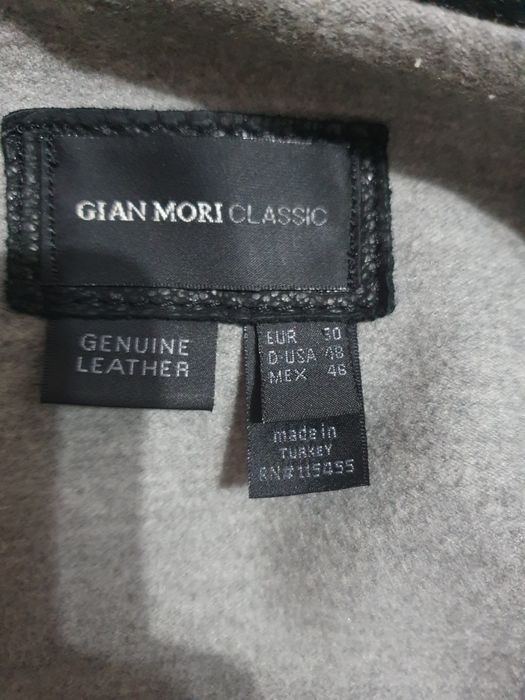 GIAN MORI CLASSIC
GENUINE
LEATHER
EUR 50
D-USA 48
MEX 46
made in
TURKEY
RN# 115455